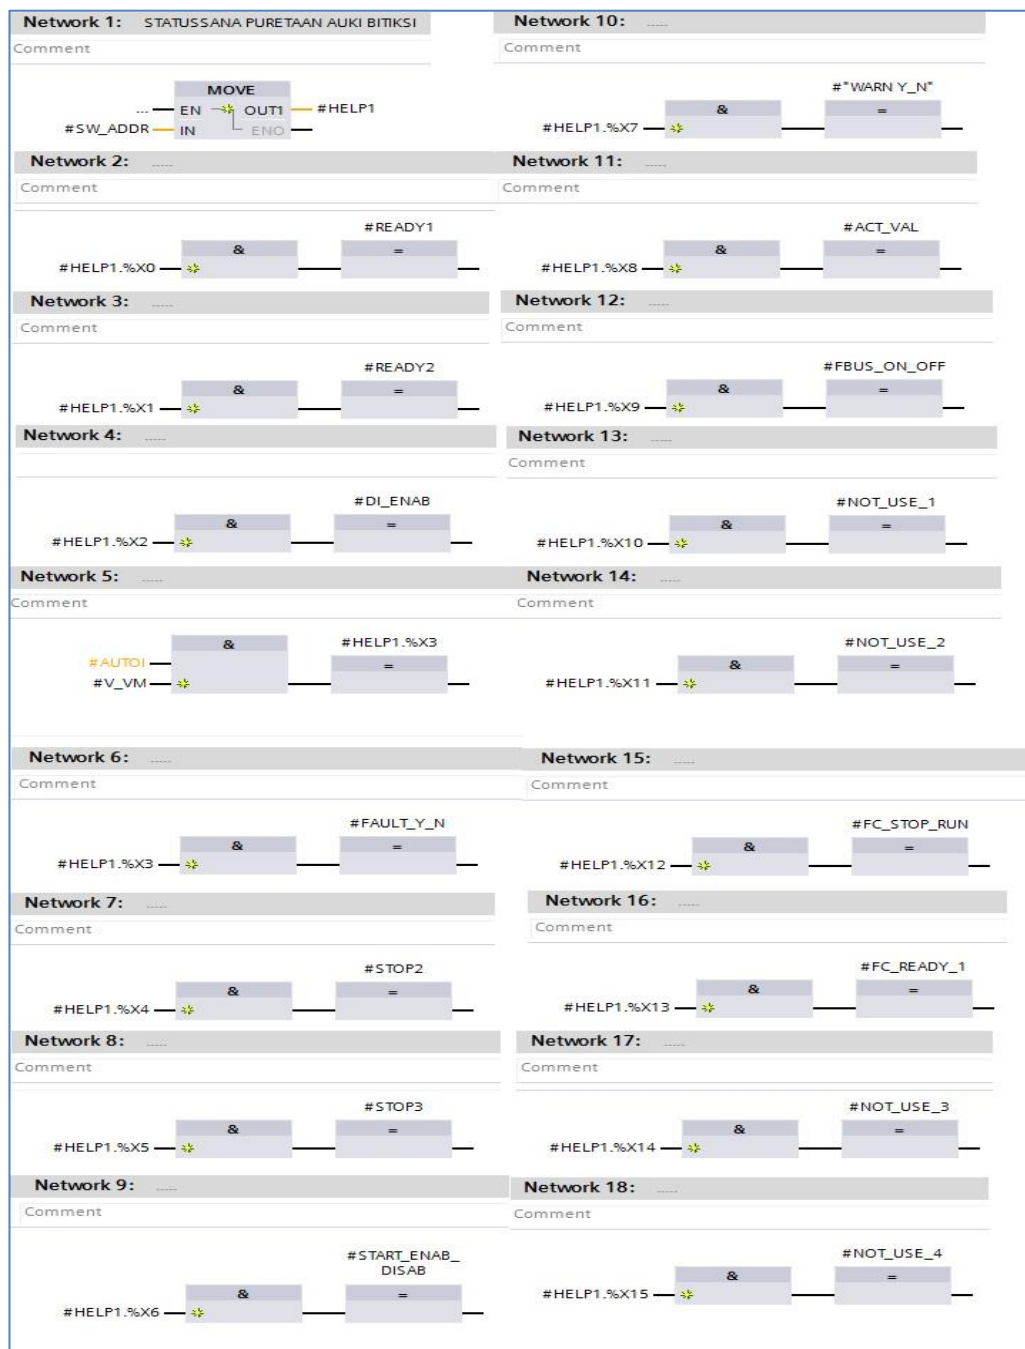 Network 1: STATUSSANA PURETAAN AUKI BITIKSI
Comment
MOVE
... EN OUT1 #HELP1
#SW_ADDR IN ENO
Network 2: .....
Comment
#READY1
&
=
#HELP1.%X0
Network 3: .....
Comment
#READY2
&
=
#HELP1.%X1
Network 4: .....
#DI_ENAB
&
=
#HELP1.%X2
Network 5: .....
Comment
#HELP1.%X3
&
=
#AUTOI
#V_VM
Network 6: .....
Comment
#FAULT_Y_N
&
=
#HELP1.%X3
Network 7: .....
Comment
#STOP2
&
=
#HELP1.%X4
Network 8: .....
Comment
#STOP3
&
=
#HELP1.%X5
Network 9: .....
Comment
#START_ENAB_
DISAB
&
=
#HELP1.%X6
Network 10: .....
Comment
#"WARN Y_N"
&
=
#HELP1.%X7
Network 11: .....
Comment
#ACT_VAL
&
=
#HELP1.%X8
Network 12: .....
Comment
#FBUS_ON_OFF
&
=
#HELP1.%X9
Network 13: .....
Comment
#NOT_USE_1
&
=
#HELP1.%X10
Network 14: .....
Comment
#NOT_USE_2
&
=
#HELP1.%X11
Network 15: .....
Comment
#FC_STOP_RUN
&
=
#HELP1.%X12
Network 16: .....
Comment
#FC_READY_1
&
=
#HELP1.%X13
Network 17: .....
Comment
#NOT_USE_3
&
=
#HELP1.%X14
Network 18: .....
Comment
#NOT_USE_4
&
=
#HELP1.%X15